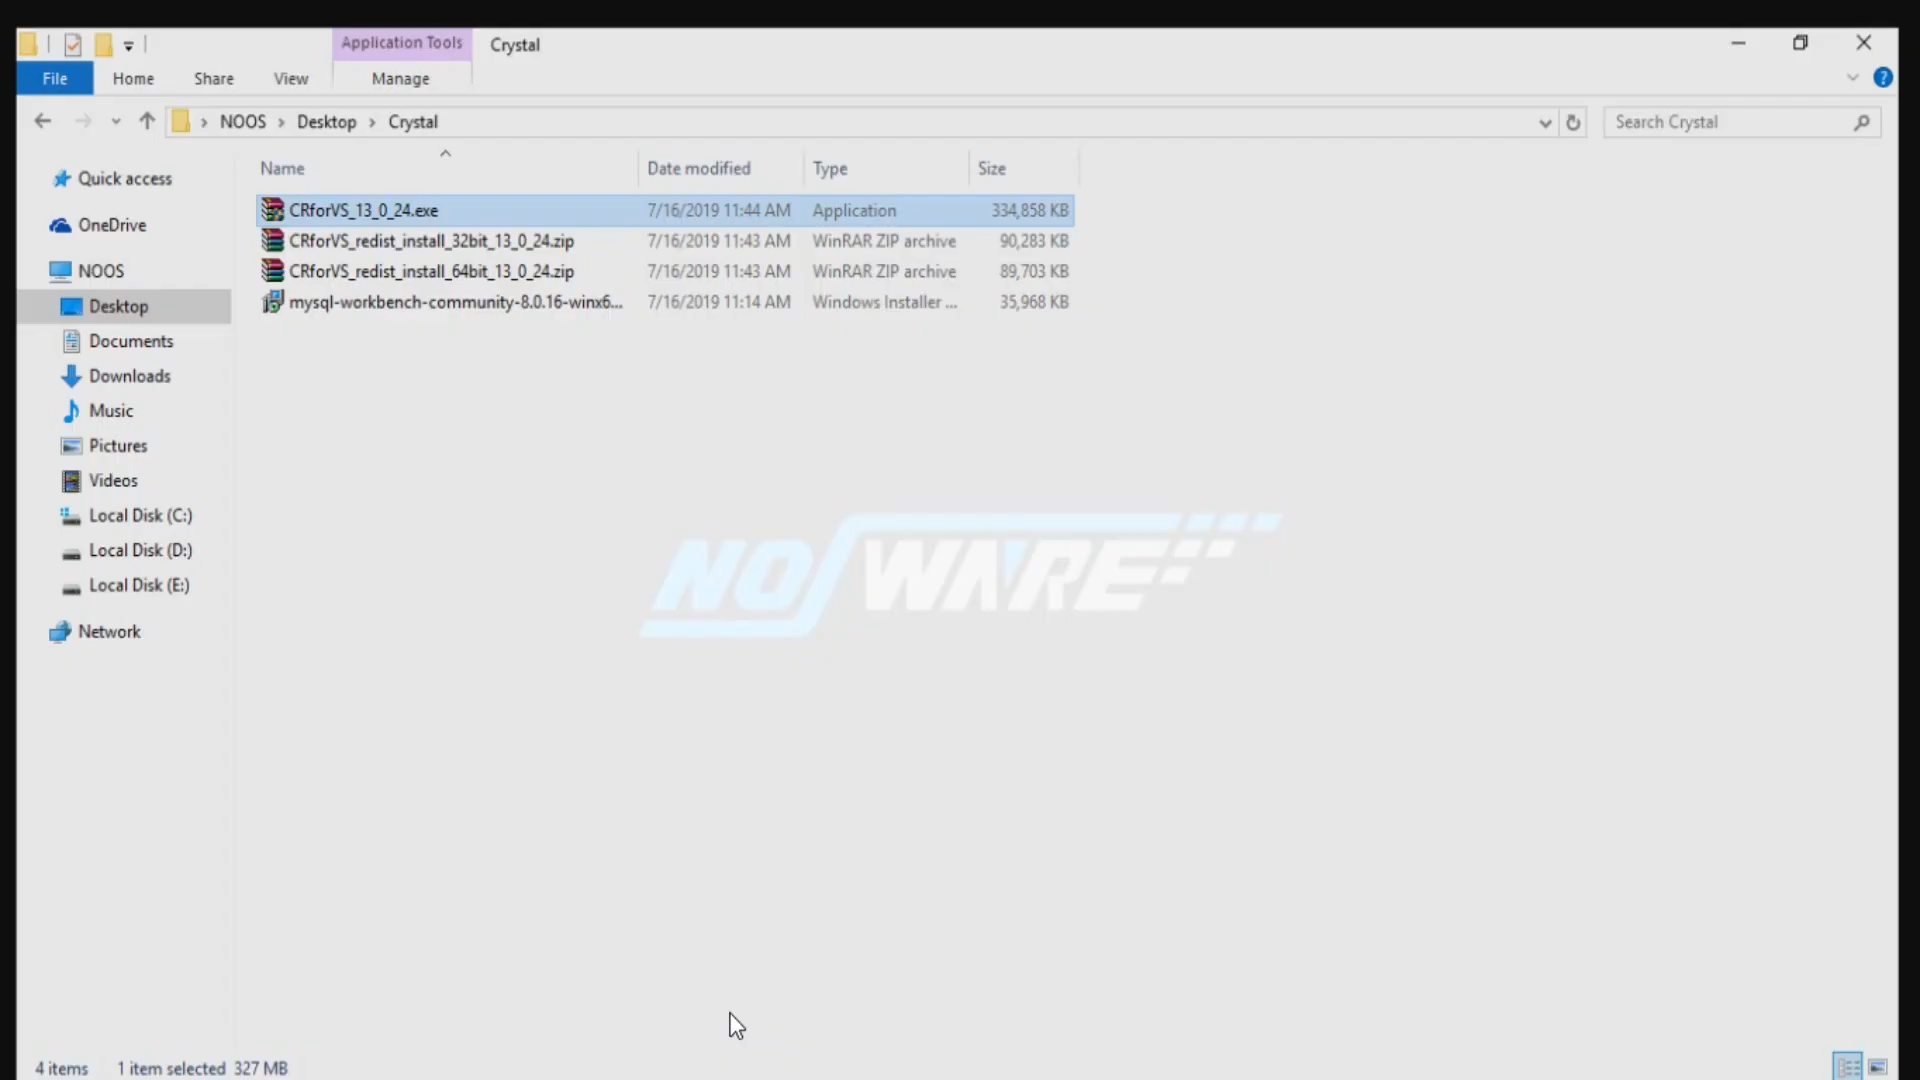 Application Tools
Crystal
File
Home
Share
View
Manage
?
NOOS
Desktop
Crystal
Search Crystal
Name
Date modified
Type
Size
Quick access
OneDrive
NOOS
Desktop
Documents
Downloads
Music
Pictures
Videos
Local Disk (C:)
Local Disk (D:)
Local Disk (E:)
Network
CRforVS_13_0_24.exe 7/16/2019 11:44 AM Application 334,858 KB
CRforVS_redist_install_32bit_13_0_24.zip 7/16/2019 11:43 AM WinRAR ZIP archive 90,283 KB
CRforVS_redist_install_64bit_13_0_24.zip 7/16/2019 11:43 AM WinRAR ZIP archive 89,703 KB
mysql-workbench-community-8.0.16-winx6... 7/16/2019 11:14 AM Windows Installer ... 35,968 KB
4 items 1 item selected 327 MB